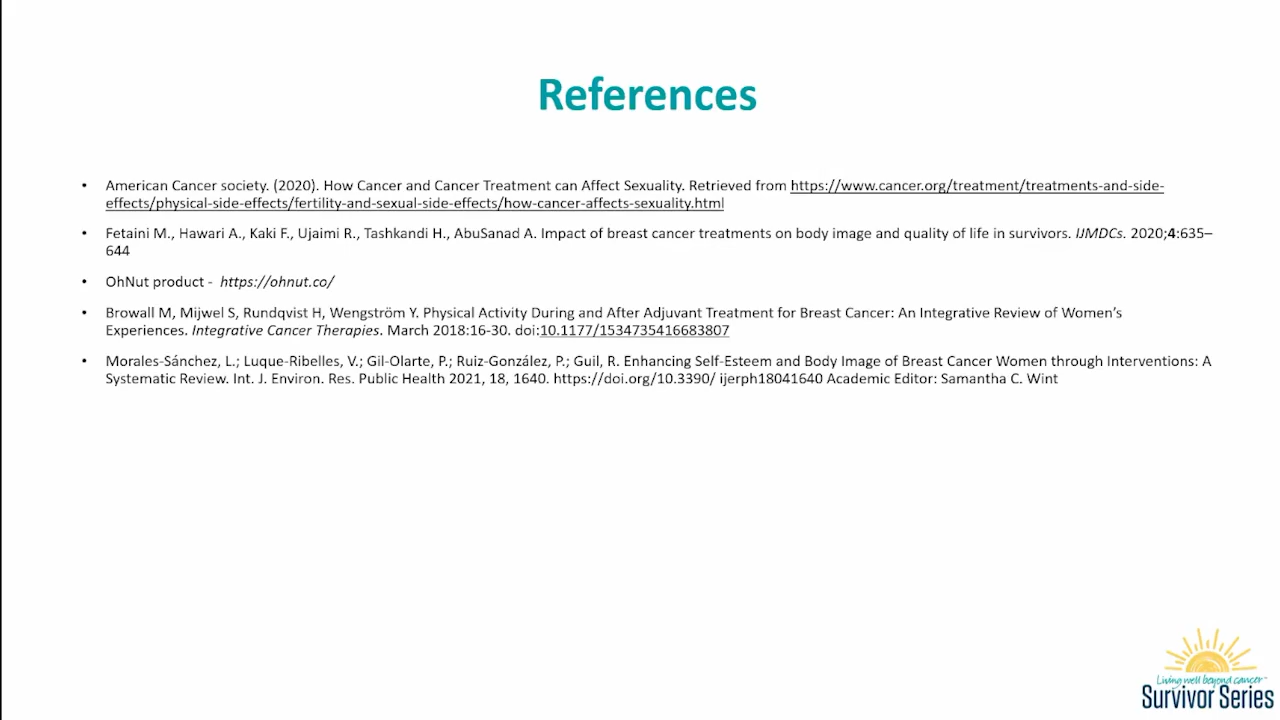 References
• American Cancer society. (2020). How Cancer and Cancer Treatment can Affect Sexuality. Retrieved from https://www.cancer.org/treatment/treatments-and-side-
effects/physical-side-effects/fertility-and-sexual-side-effects/how-cancer-affects-sexuality.html
• Fetaini M., Hawari A., Kaki F., Ujaimi R., Tashkandi H., AbuSanad A. Impact of breast cancer treatments on body image and quality of life in survivors. IJMDCs. 2020;4:635–
644
• OhNut product - https://ohnut.co/
• Browall M, Mijwel S, Rundqvist H, Wengström Y. Physical Activity During and After Adjuvant Treatment for Breast Cancer: An Integrative Review of Women’s
Experiences. Integrative Cancer Therapies. March 2018:16-30. doi:10.1177/1534735416683807
• Morales-Sánchez, L.; Luque-Ribelles, V.; Gil-Olarte, P.; Ruiz-González, P.; Guil, R. Enhancing Self-Esteem and Body Image of Breast Cancer Women through Interventions: A
Systematic Review. Int. J. Environ. Res. Public Health 2021, 18, 1640. https://doi.org/10.3390/ ijerph18041640 Academic Editor: Samantha C. Wint
Living well beyond cancer™
Survivor Series